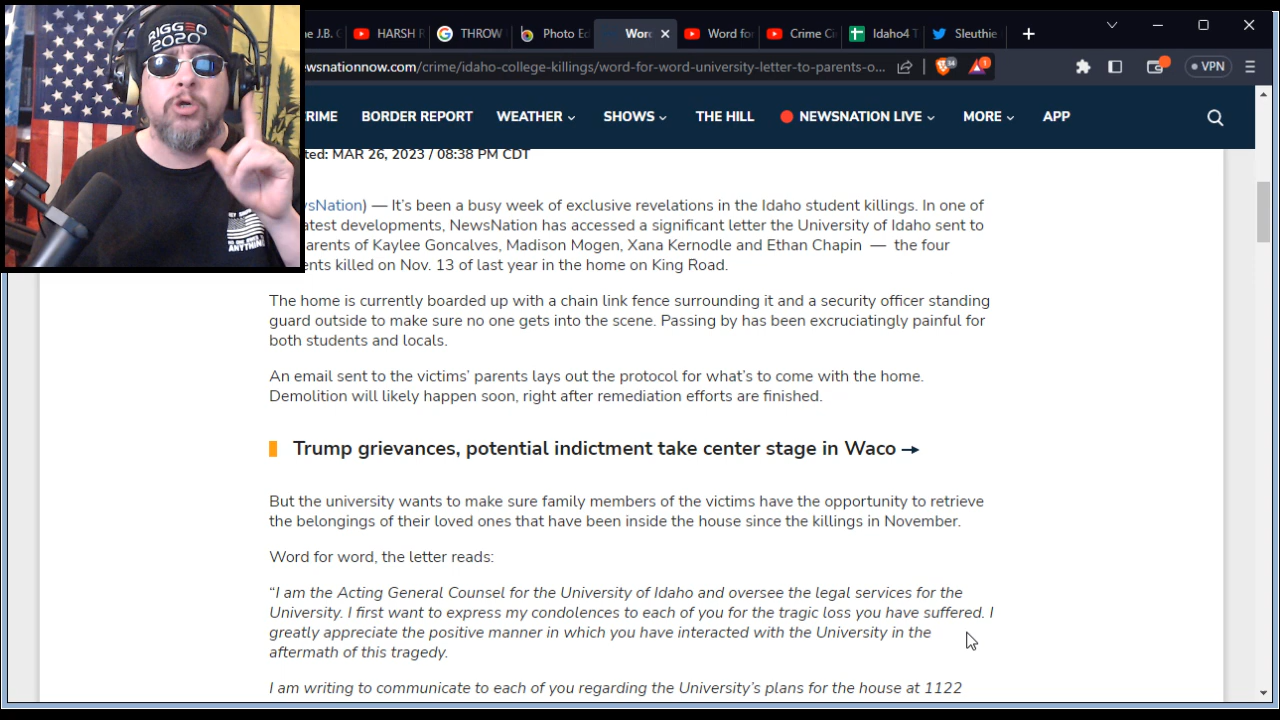 RIGGED
2020
ANYTHING
e J.B. G
HARSH R
THROW
Photo Ed
Word
Word for
Crime Ci
Idaho4 T
Sleuthie
ewsnationnow.com/crime/idaho-college-killings/word-for-word-university-letter-to-parents-o...
VPN
RIME
BORDER REPORT
WEATHER
SHOWS
THE HILL
NEWSNATION LIVE
MORE
APP
ted: MAR 26, 2023 / 08:38 PM CDT
wsNation) — It's been a busy week of exclusive revelations in the Idaho student killings. In one of
atest developments, NewsNation has accessed a significant letter the University of Idaho sent to
arents of Kaylee Goncalves, Madison Mogen, Xana Kernodle and Ethan Chapin — the four
ents killed on Nov. 13 of last year in the home on King Road.
The home is currently boarded up with a chain link fence surrounding it and a security officer standing
guard outside to make sure no one gets into the scene. Passing by has been excruciatingly painful for
both students and locals.
An email sent to the victims' parents lays out the protocol for what's to come with the home.
Demolition will likely happen soon, right after remediation efforts are finished.
Trump grievances, potential indictment take center stage in Waco
But the university wants to make sure family members of the victims have the opportunity to retrieve
the belongings of their loved ones that have been inside the house since the killings in November.
Word for word, the letter reads:
“I am the Acting General Counsel for the University of Idaho and oversee the legal services for the
University. I first want to express my condolences to each of you for the tragic loss you have suffered. I
greatly appreciate the positive manner in which you have interacted with the University in the
aftermath of this tragedy.
I am writing to communicate to each of you regarding the University's plans for the house at 1122